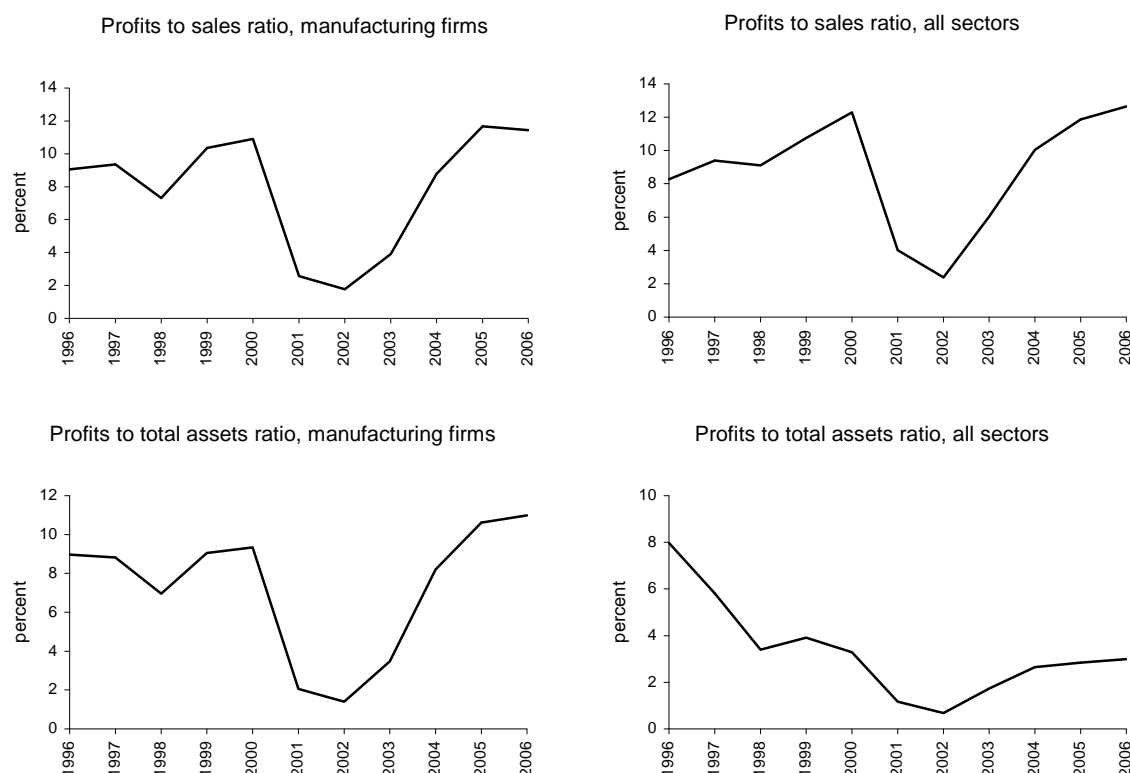 Profits to sales ratio, manufacturing firms
percent
14
12
10
8
6
4
2
0
1996 1997 1998 1999 2000 2001 2002 2003 2004 2005 2006
Profits to sales ratio, all sectors
percent
14
12
10
8
6
4
2
0
1996 1997 1998 1999 2000 2001 2002 2003 2004 2005 2006
Profits to total assets ratio, manufacturing firms
percent
12
10
8
6
4
2
0
1996 1997 1998 1999 2000 2001 2002 2003 2004 2005 2006
Profits to total assets ratio, all sectors
percent
10
8
6
4
2
0
1996 1997 1998 1999 2000 2001 2002 2003 2004 2005 2006